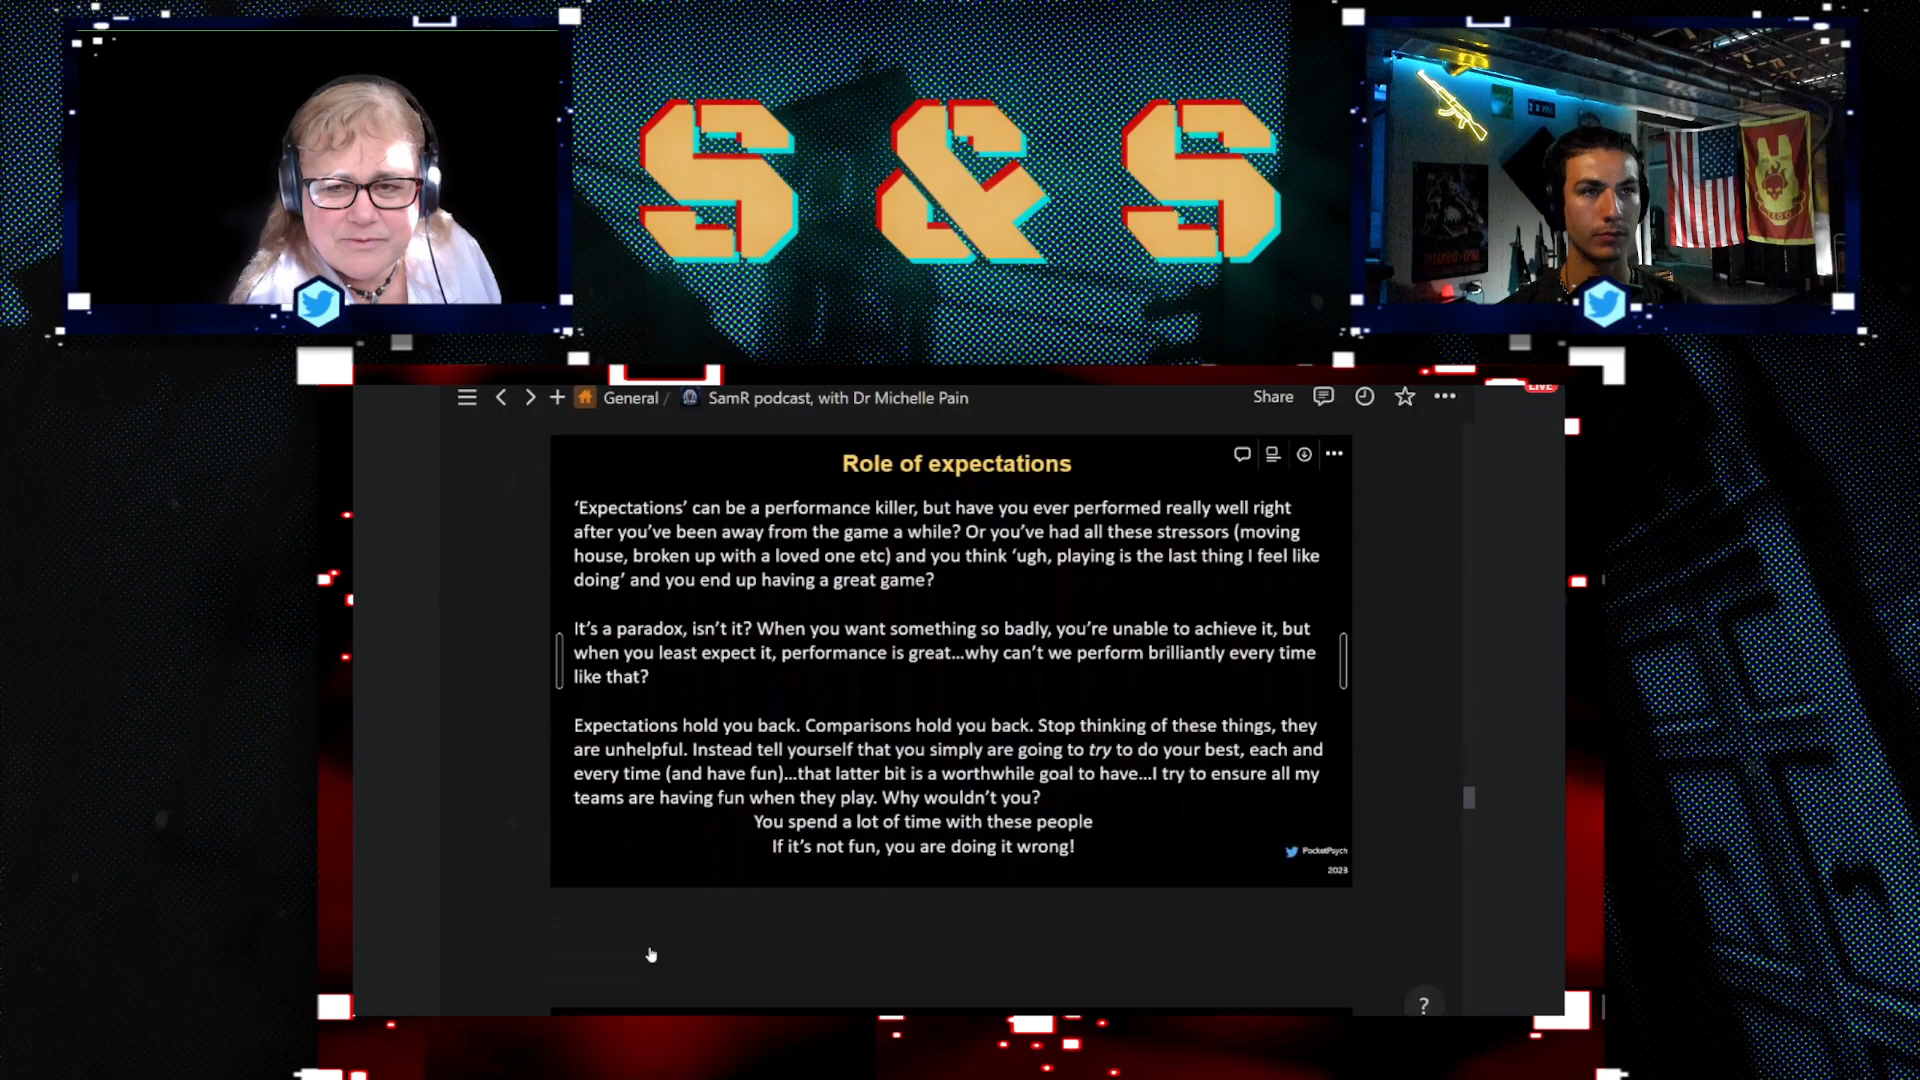 S & S
LIVE
General / SamR podcast, with Dr Michelle Pain
Share
Role of expectations
‘Expectations’ can be a performance killer, but have you ever performed really well right
after you’ve been away from the game a while? Or you’ve had all these stressors (moving
house, broken up with a loved one etc) and you think ‘ugh, playing is the last thing I feel like
doing’ and you end up having a great game?
It’s a paradox, isn’t it? When you want something so badly, you’re unable to achieve it, but
when you least expect it, performance is great...why can’t we perform brilliantly every time
like that?
Expectations hold you back. Comparisons hold you back. Stop thinking of these things, they
are unhelpful. Instead tell yourself that you simply are going to try to do your best, each and
every time (and have fun)...that latter bit is a worthwhile goal to have...I try to ensure all my
teams are having fun when they play. Why wouldn’t you?
You spend a lot of time with these people
If it’s not fun, you are doing it wrong!
PocketPsych
2023
?